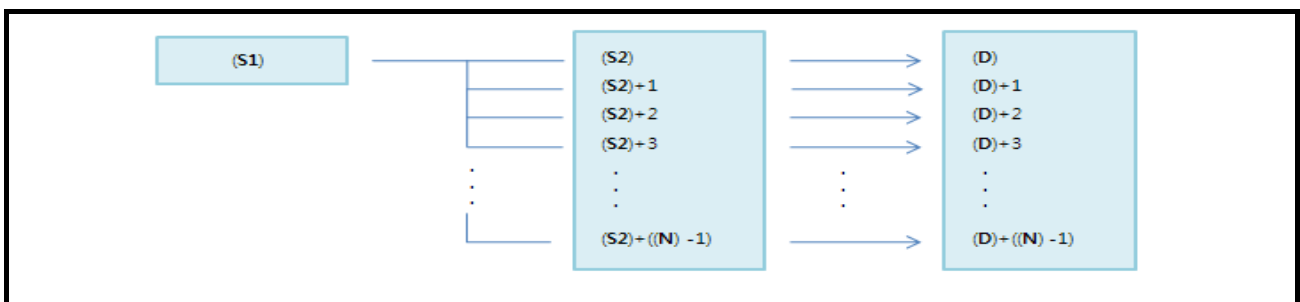 (S1)
(S2)
(S2)+1
(S2)+2
(S2)+3
(S2)+((N) -1)
(D)
(D)+1
(D)+2
(D)+3
(D)+((N) -1)